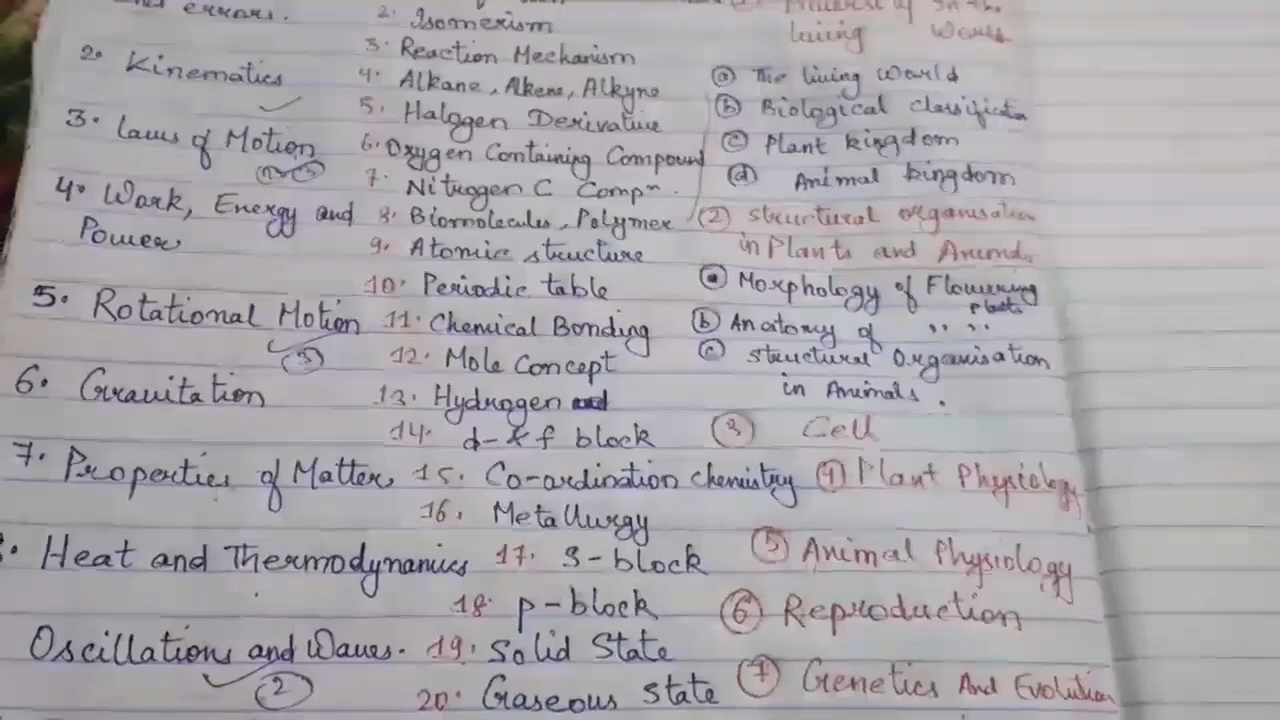 errors.
2. Kinematics
3. Laws of Motion
4. Work, Energy and
Power
5. Rotational Motion
3
6. Gravitation
7. Properties of Matter
Heat and Thermodynamics
Oscillations and Waves.
2
2. Isomerism
3. Reaction Mechanism
4. Alkane, Alkene, Alkyne
5. Halogen Derivative
6. Oxygen Containing Compound
7. Nitrogen C Compn.
8. Biomolecules, Polymer
9. Atomic structure
10. Periodic table
11. Chemical Bonding
12. Mole Concept
13. Hydrogen
14. d-&f block
15. Co-ordination chemistry
16. Metallurgy
17. S-block
18. p-block
19. Solid State
20. Gaseous state
living
a The living World
b Biological
c Plant kingdom
d Animal kingdom
2 Structural organisation
in Plants and
a Morphology of Flowering
plants
b Anatomy of " "
c structural Organisation
in Animals.
3 Cell
Plant Physiology
5 Animal Physiology
6 Reproduction
7 Genetics And Evolution